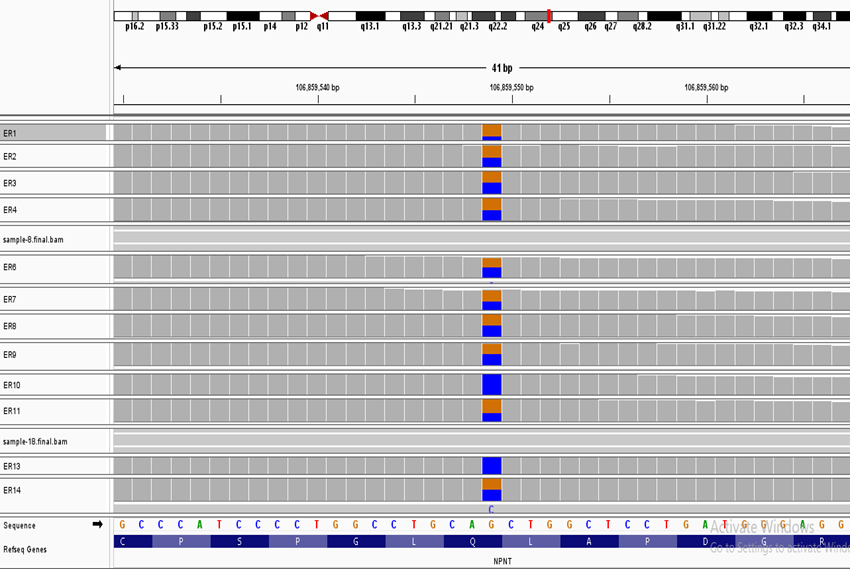 p16.2 p15.33 p15.2 p15.1 p14 p12 q11 q13.1 q13.3 q21.21 q21.3 q22.2 q24 q25 q26 q27 q28.2 q31.1 q31.22 q32.1 q32.3 q34.1
41 bp
106,859,540 bp 106,859,550 bp 106,859,560 bp
ER1
ER2
ER3
ER4
sample-8.final.bam
ER6
ER7
ER8
ER9
ER10
ER11
sample-18.final.bam
ER13
ER14
C
Sequence G C C C A T C C C C T G G C C T G C A G C T G G C T C C T G A T G G G A G G
Activate Windows
Refseq Genes C P S P G L Q L A P D G R
Go to Settings to activate Windo
NPNT